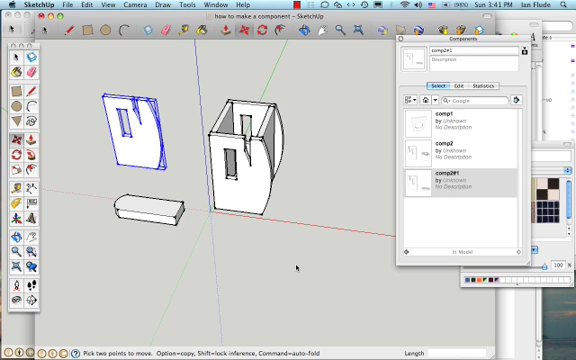 SketchUp File Edit View Camera Draw Tools Window Help Sun 3:41 PM Ian Flude
how to make a component – SketchUp
Components
comp2#1
Description
Select Edit Statistics
Google
comp1
by Unknown
No Description
comp2
by Unknown
No Description
comp2#1
by Unknown
No Description
In Model
100 %
Pick two points to move. Option=copy, Shift=lock inference, Command=auto-fold Length